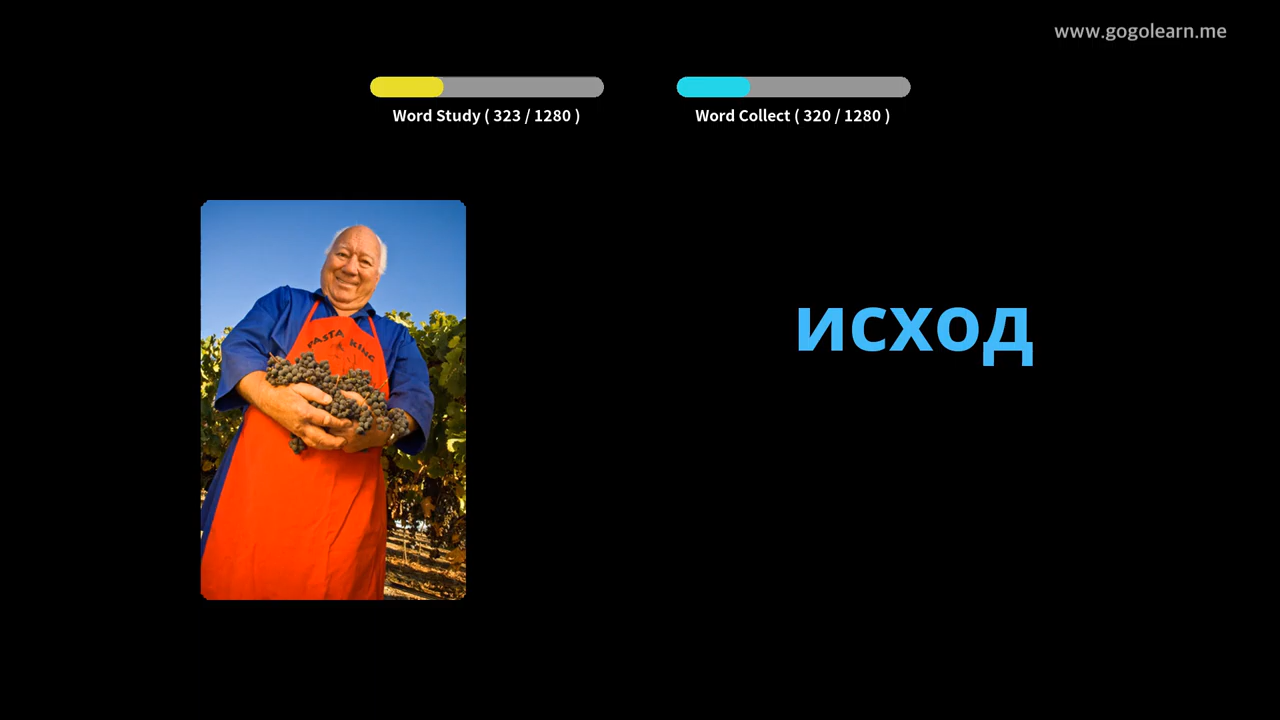 www.gogolearn.me
Word Study ( 323 / 1280 )
Word Collect ( 320 / 1280 )
PASTA KING
исход